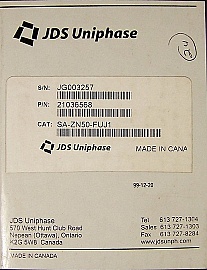 JDS Uniphase
S/N: JG003257
P/N: 21036558
CAT: SA-ZN50-FUJ1
JDS Uniphase MADE IN CANA
99-12-20
JDS Uniphase
570 West Hunt Club Road
Nepean (Ottawa), Ontario
K2G 5W8 Canada
Tel 613 727-1304
Sales 613 727-1303
Fax 613 727-8284
www.jdsunph.com
MADE IN CANADA